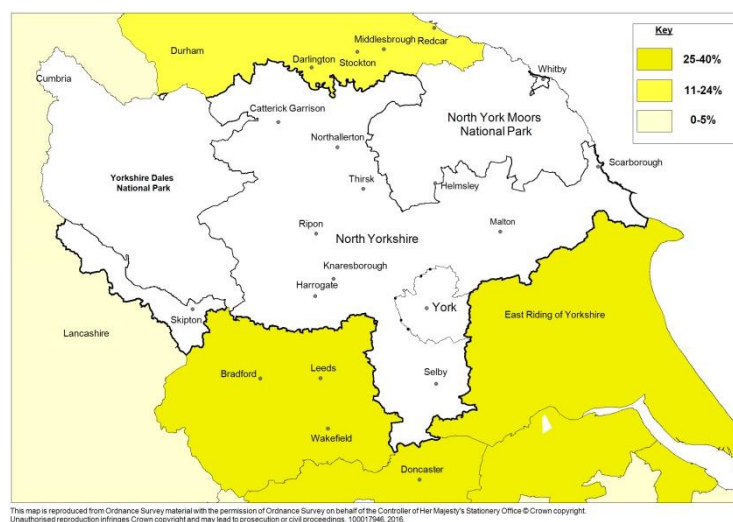 Key
25-40%
11-24%
0-5%
Redcar
Middlesbrough
Durham
Darlington
Stockton
Whitby
Cumbria
Catterick Garrison
North York Moors
National Park
Northallerton
Scarborough
Yorkshire Dales
National Park
Thirsk
Helmsley
Ripon
Malton
North Yorkshire
Knaresborough
Harrogate
York
Skipton
East Riding of Yorkshire
Lancashire
Bradford
Leeds
Selby
Wakefield
Doncaster
This map is reproduced from Ordnance Survey material with the permission of Ordnance Survey on behalf of the Controller of Her Majesty's Stationery Office © Crown copyright.
Unauthorised reproduction infringes Crown copyright and may lead to prosecution or civil proceedings. 100017946. 2016.